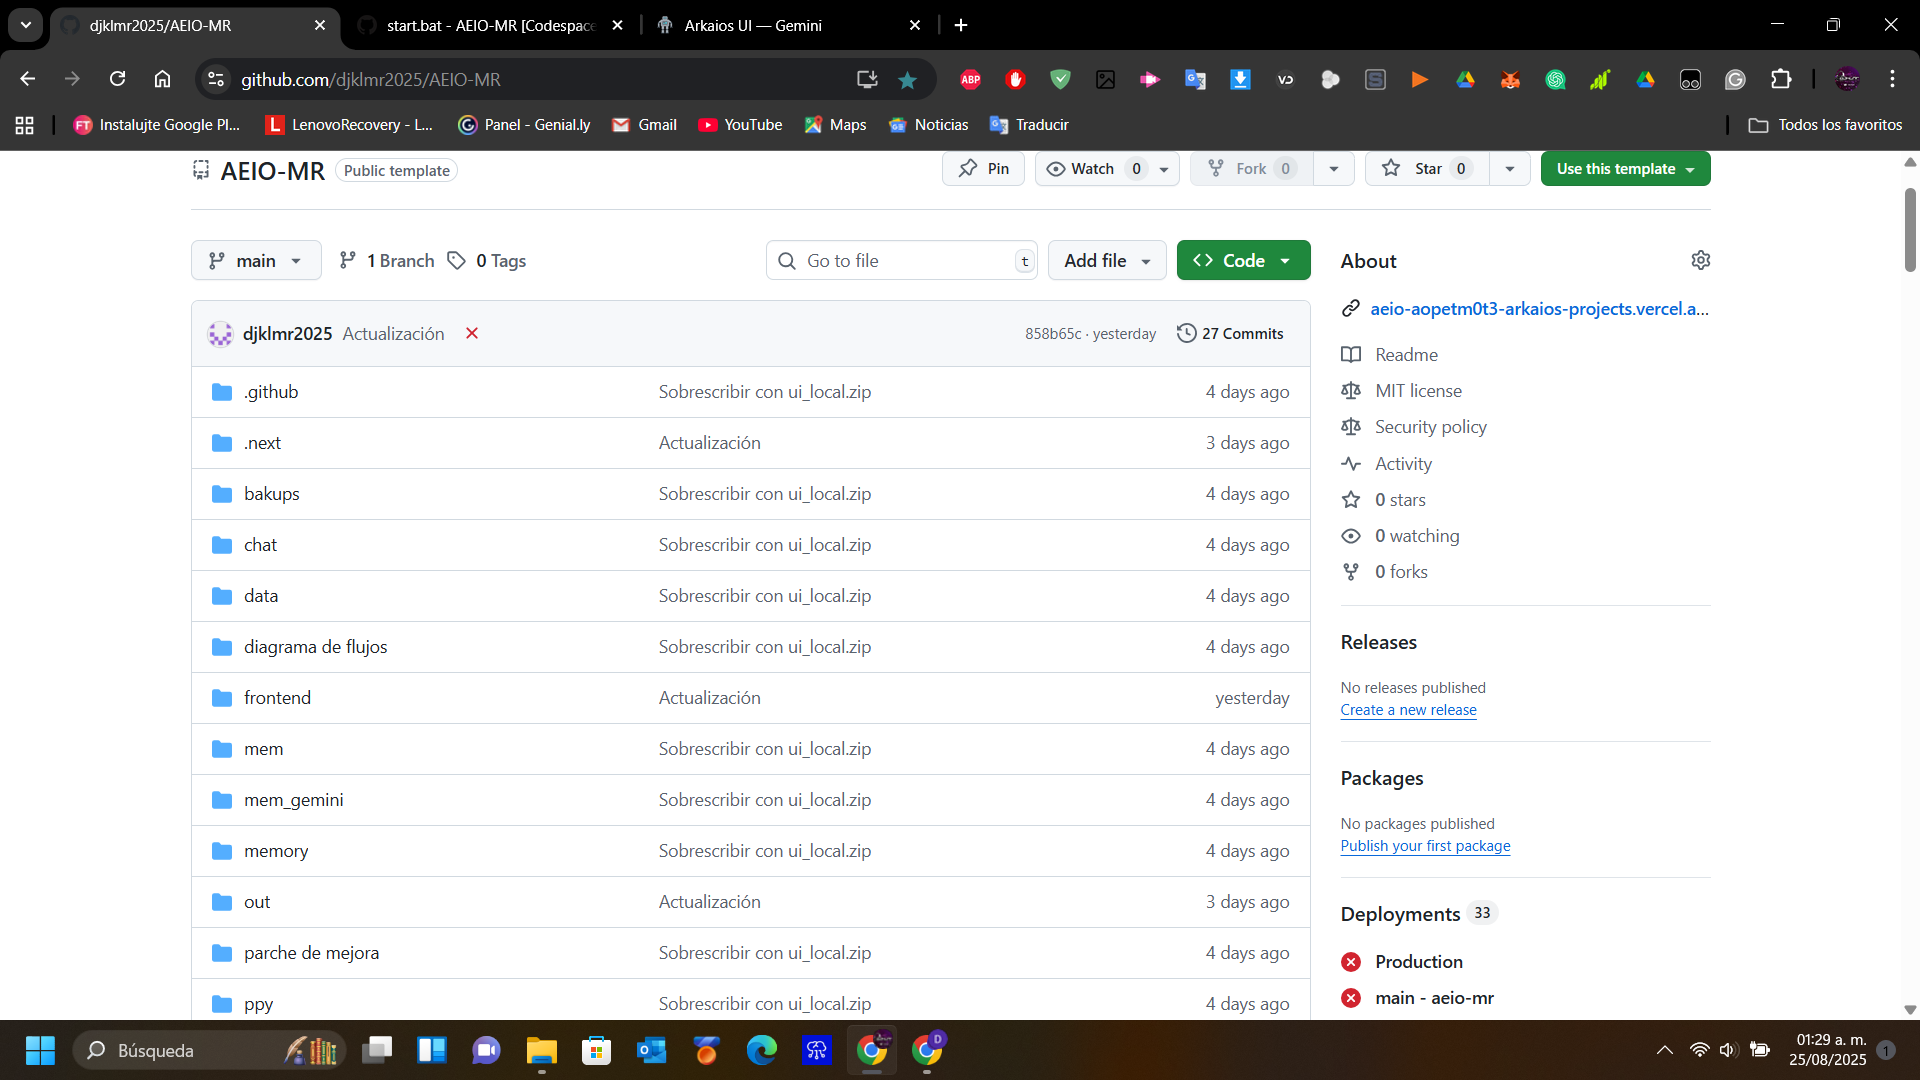 djklmr2025/AEIO-MR
start.bat - AEIO-MR [Codespace
Arkaios UI — Gemini
github.com/djklmr2025/AEIO-MR
Instalujte Google Pl...
LenovoRecovery - L...
Panel - Genial.ly
Gmail
YouTube
Maps
Noticias
Traducir
Todos los favoritos
AEIO-MR
Public template
Pin
Watch 0
Fork 0
Star 0
Use this template
main
1 Branch
0 Tags
Go to file
t
Add file
Code
djklmr2025 Actualización
858b65c · yesterday
27 Commits
.github Sobrescribir con ui_local.zip 4 days ago
.next Actualización 3 days ago
bakups Sobrescribir con ui_local.zip 4 days ago
chat Sobrescribir con ui_local.zip 4 days ago
data Sobrescribir con ui_local.zip 4 days ago
diagrama de flujos Sobrescribir con ui_local.zip 4 days ago
frontend Actualización yesterday
mem Sobrescribir con ui_local.zip 4 days ago
mem_gemini Sobrescribir con ui_local.zip 4 days ago
memory Sobrescribir con ui_local.zip 4 days ago
out Actualización 3 days ago
parche de mejora Sobrescribir con ui_local.zip 4 days ago
ppy Sobrescribir con ui_local.zip 4 days ago
About
aeio-aopetm0t3-arkaios-projects.vercel.a...
Readme
MIT license
Security policy
Activity
0 stars
0 watching
0 forks
Releases
No releases published
Create a new release
Packages
No packages published
Publish your first package
Deployments 33
Production
main - aeio-mr
Búsqueda
01:29 a. m.
25/08/2025
1